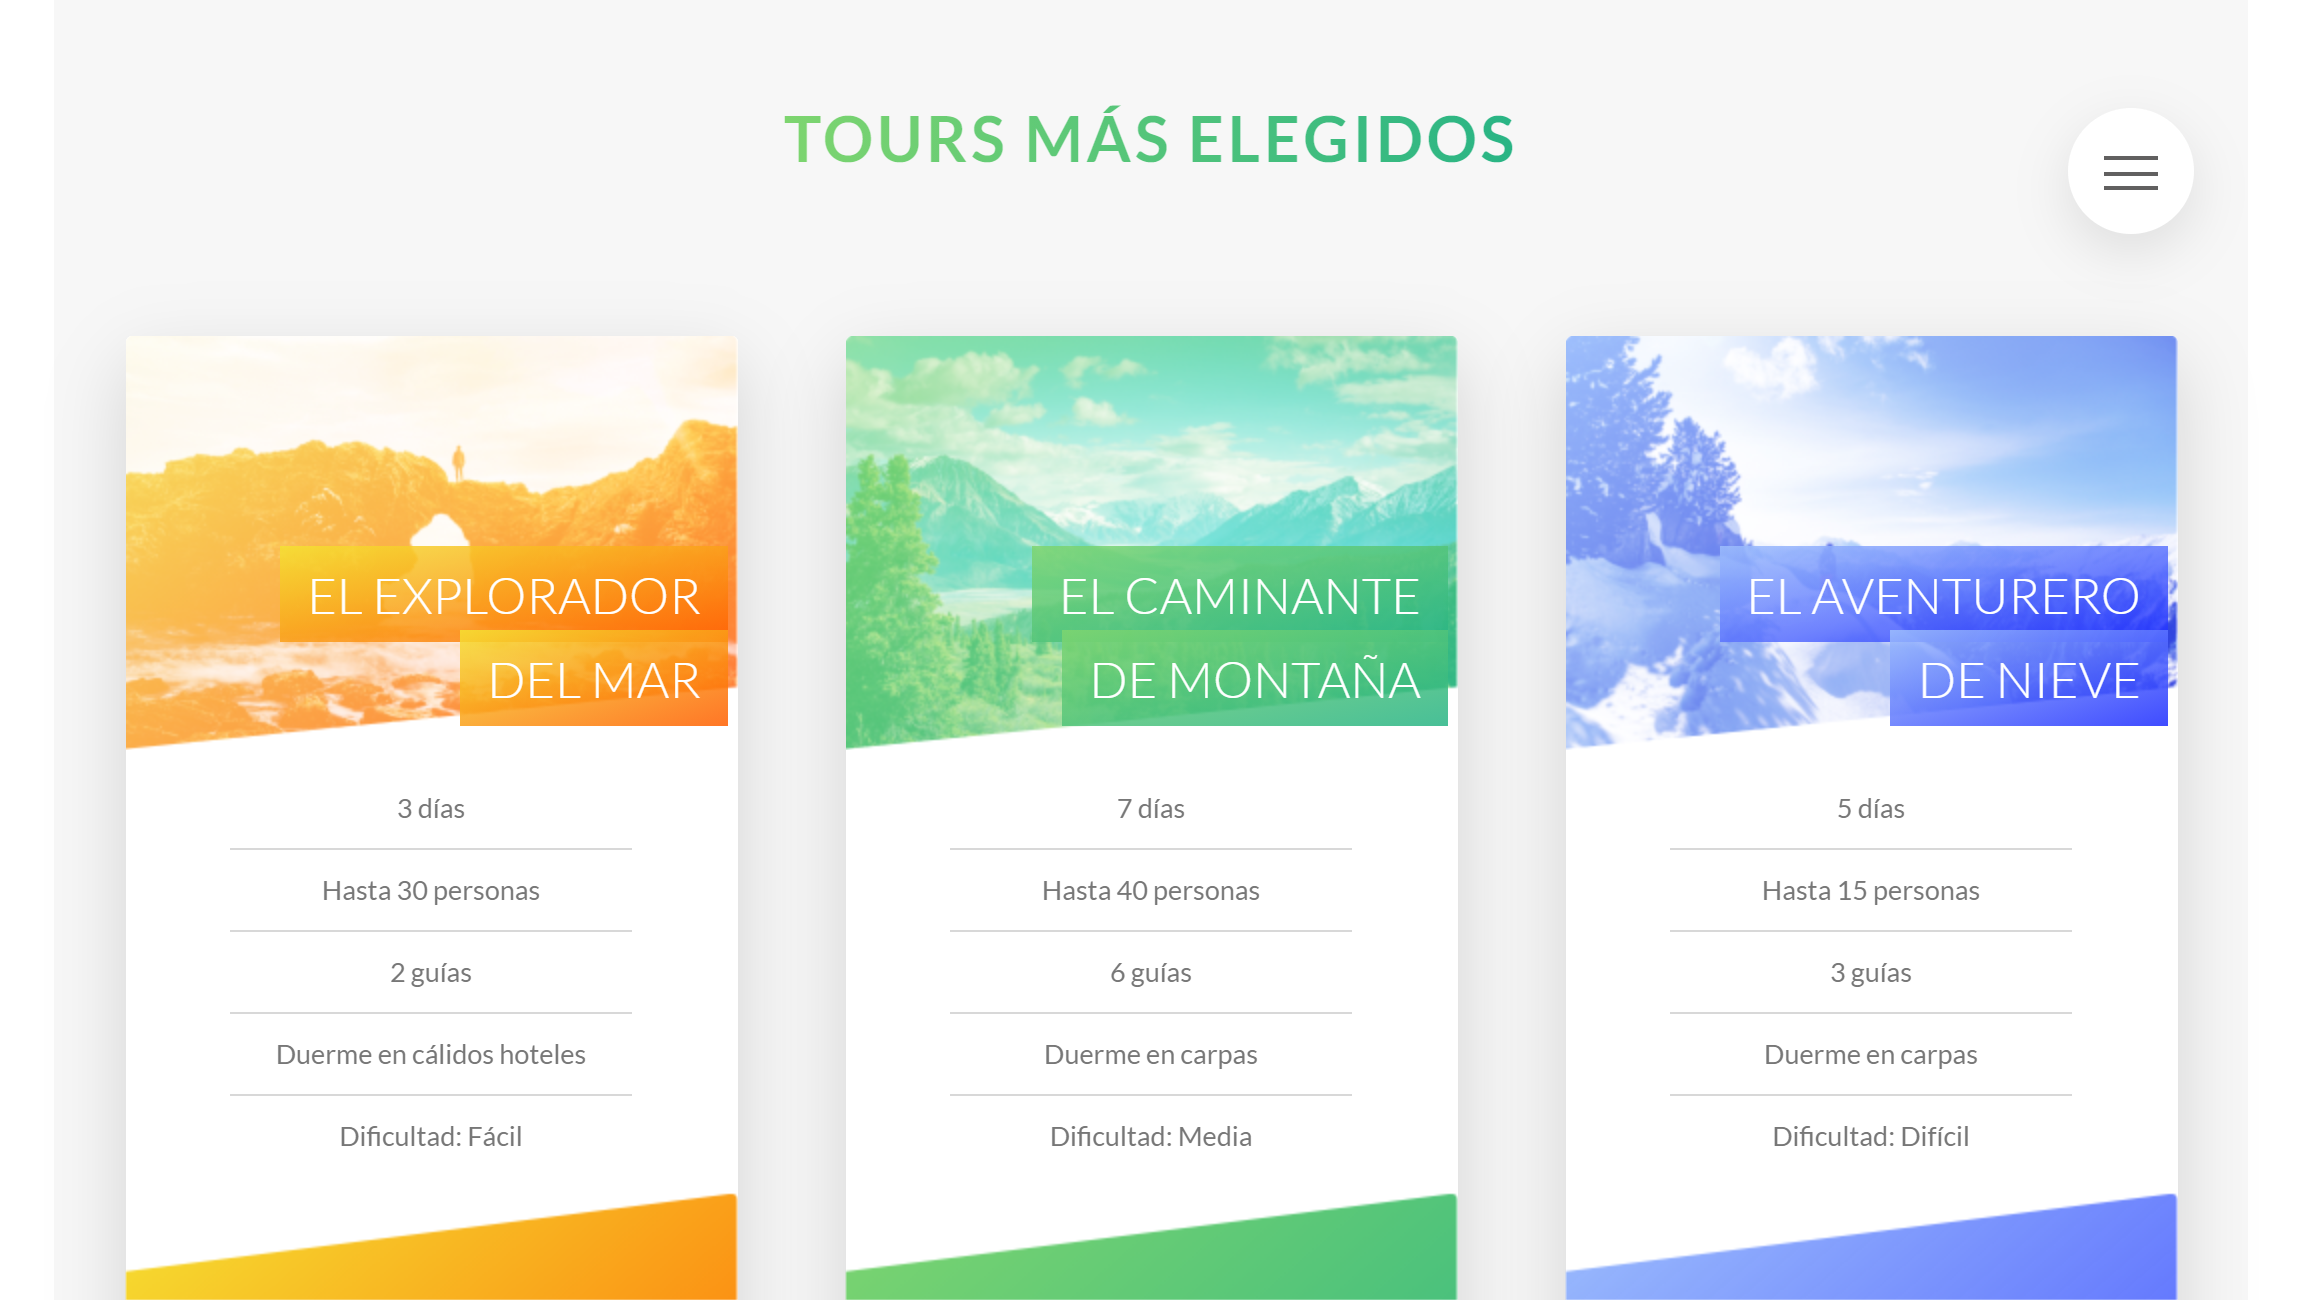 TOURS MÁS ELEGIDOS
EL EXPLORADOR
DEL MAR
3 días
Hasta 30 personas
2 guías
Duerme en cálidos hoteles
Dificultad: Fácil
EL CAMINANTE
DE MONTAÑA
7 días
Hasta 40 personas
6 guías
Duerme en carpas
Dificultad: Media
EL AVENTURERO
DE NIEVE
5 días
Hasta 15 personas
3 guías
Duerme en carpas
Dificultad: Difícil